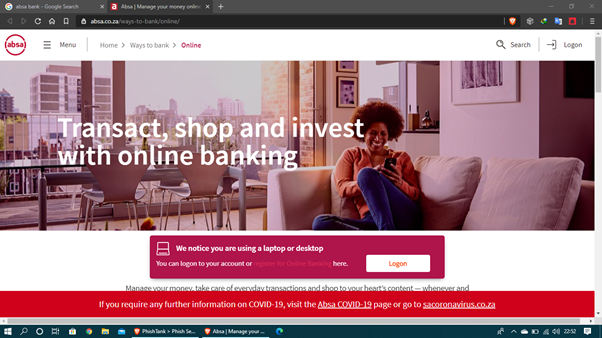 absa bank - Google Search
Absa | Manage your money online
absa.co.za/ways-to-bank/online/
absa
Menu
Home > Ways to bank > Online
Search
Logon
Transact, shop and invest
with online banking
We notice you are using a laptop or desktop
You can logon to your account or register for Online Banking here.
Logon
Manage your money, take care of everyday transactions and shop to your heart's content — whenever and
If you require any further information on COVID-19, visit the Absa COVID-19 page or go to sacoronavirus.co.za
PhishTank > Phish Se...
Absa | Manage your ...
22:52